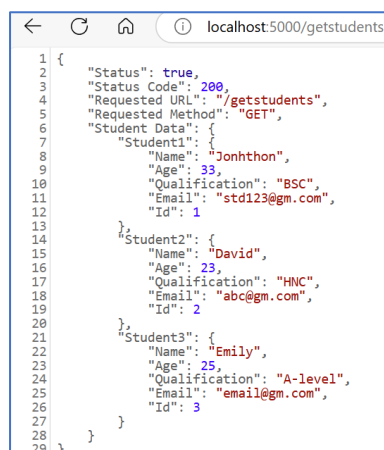 localhost:5000/getstudents
1 {
2 "Status": true,
3 "Status Code": 200,
4 "Requested URL": "/getstudents",
5 "Requested Method": "GET",
6 "Student Data": {
7 "Student1": {
8 "Name": "Jonhthon",
9 "Age": 33,
10 "Qualification": "BSC",
11 "Email": "std123@gm.com",
12 "Id": 1
13 },
14 "Student2": {
15 "Name": "David",
16 "Age": 23,
17 "Qualification": "HNC",
18 "Email": "abc@gm.com",
19 "Id": 2
20 },
21 "Student3": {
22 "Name": "Emily",
23 "Age": 25,
24 "Qualification": "A-level",
25 "Email": "email@gm.com",
26 "Id": 3
27 }
28 }
29 }